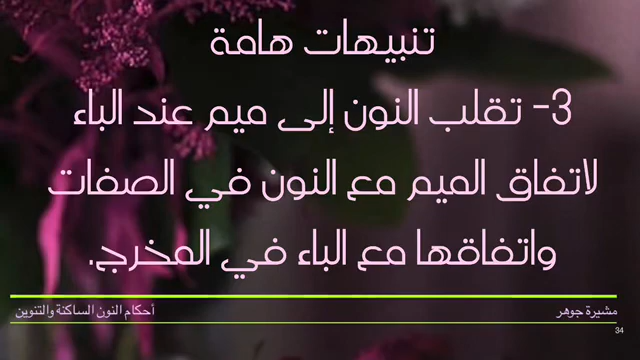 تنبيهات هامة
3- تقلب النون إلى ميم عند الباء
لاتفاق الميم مع النون في الصفات
واتفاقها مع الباء في المخرج.
مشيرة جوهر
أحكام النون الساكنة والتنوين
34